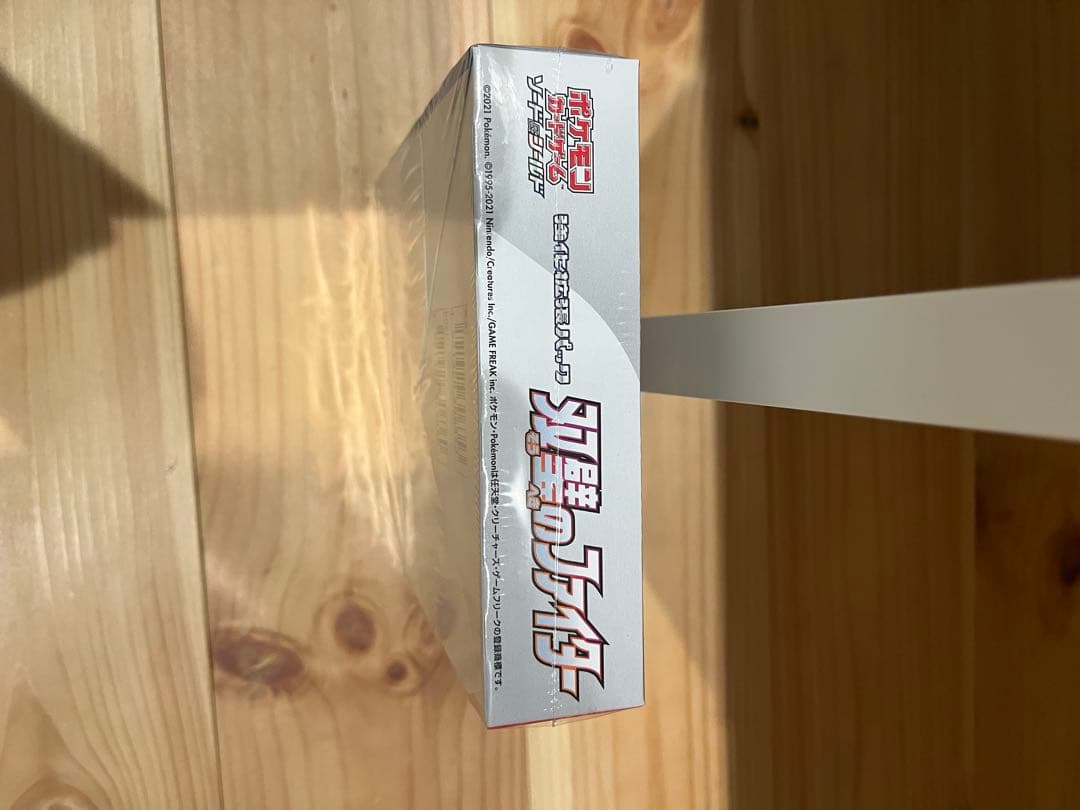 ポケモン
カードゲーム
ソード&シールド
強化拡張パック
双璧のファイター
そう へき
©2021 Pokémon. ©1995-2021 Nintendo/Creatures Inc./GAME FREAK inc. ポケモン・Pokémonは任天堂・クリーチャーズ・ゲームフリークの登録商標です。